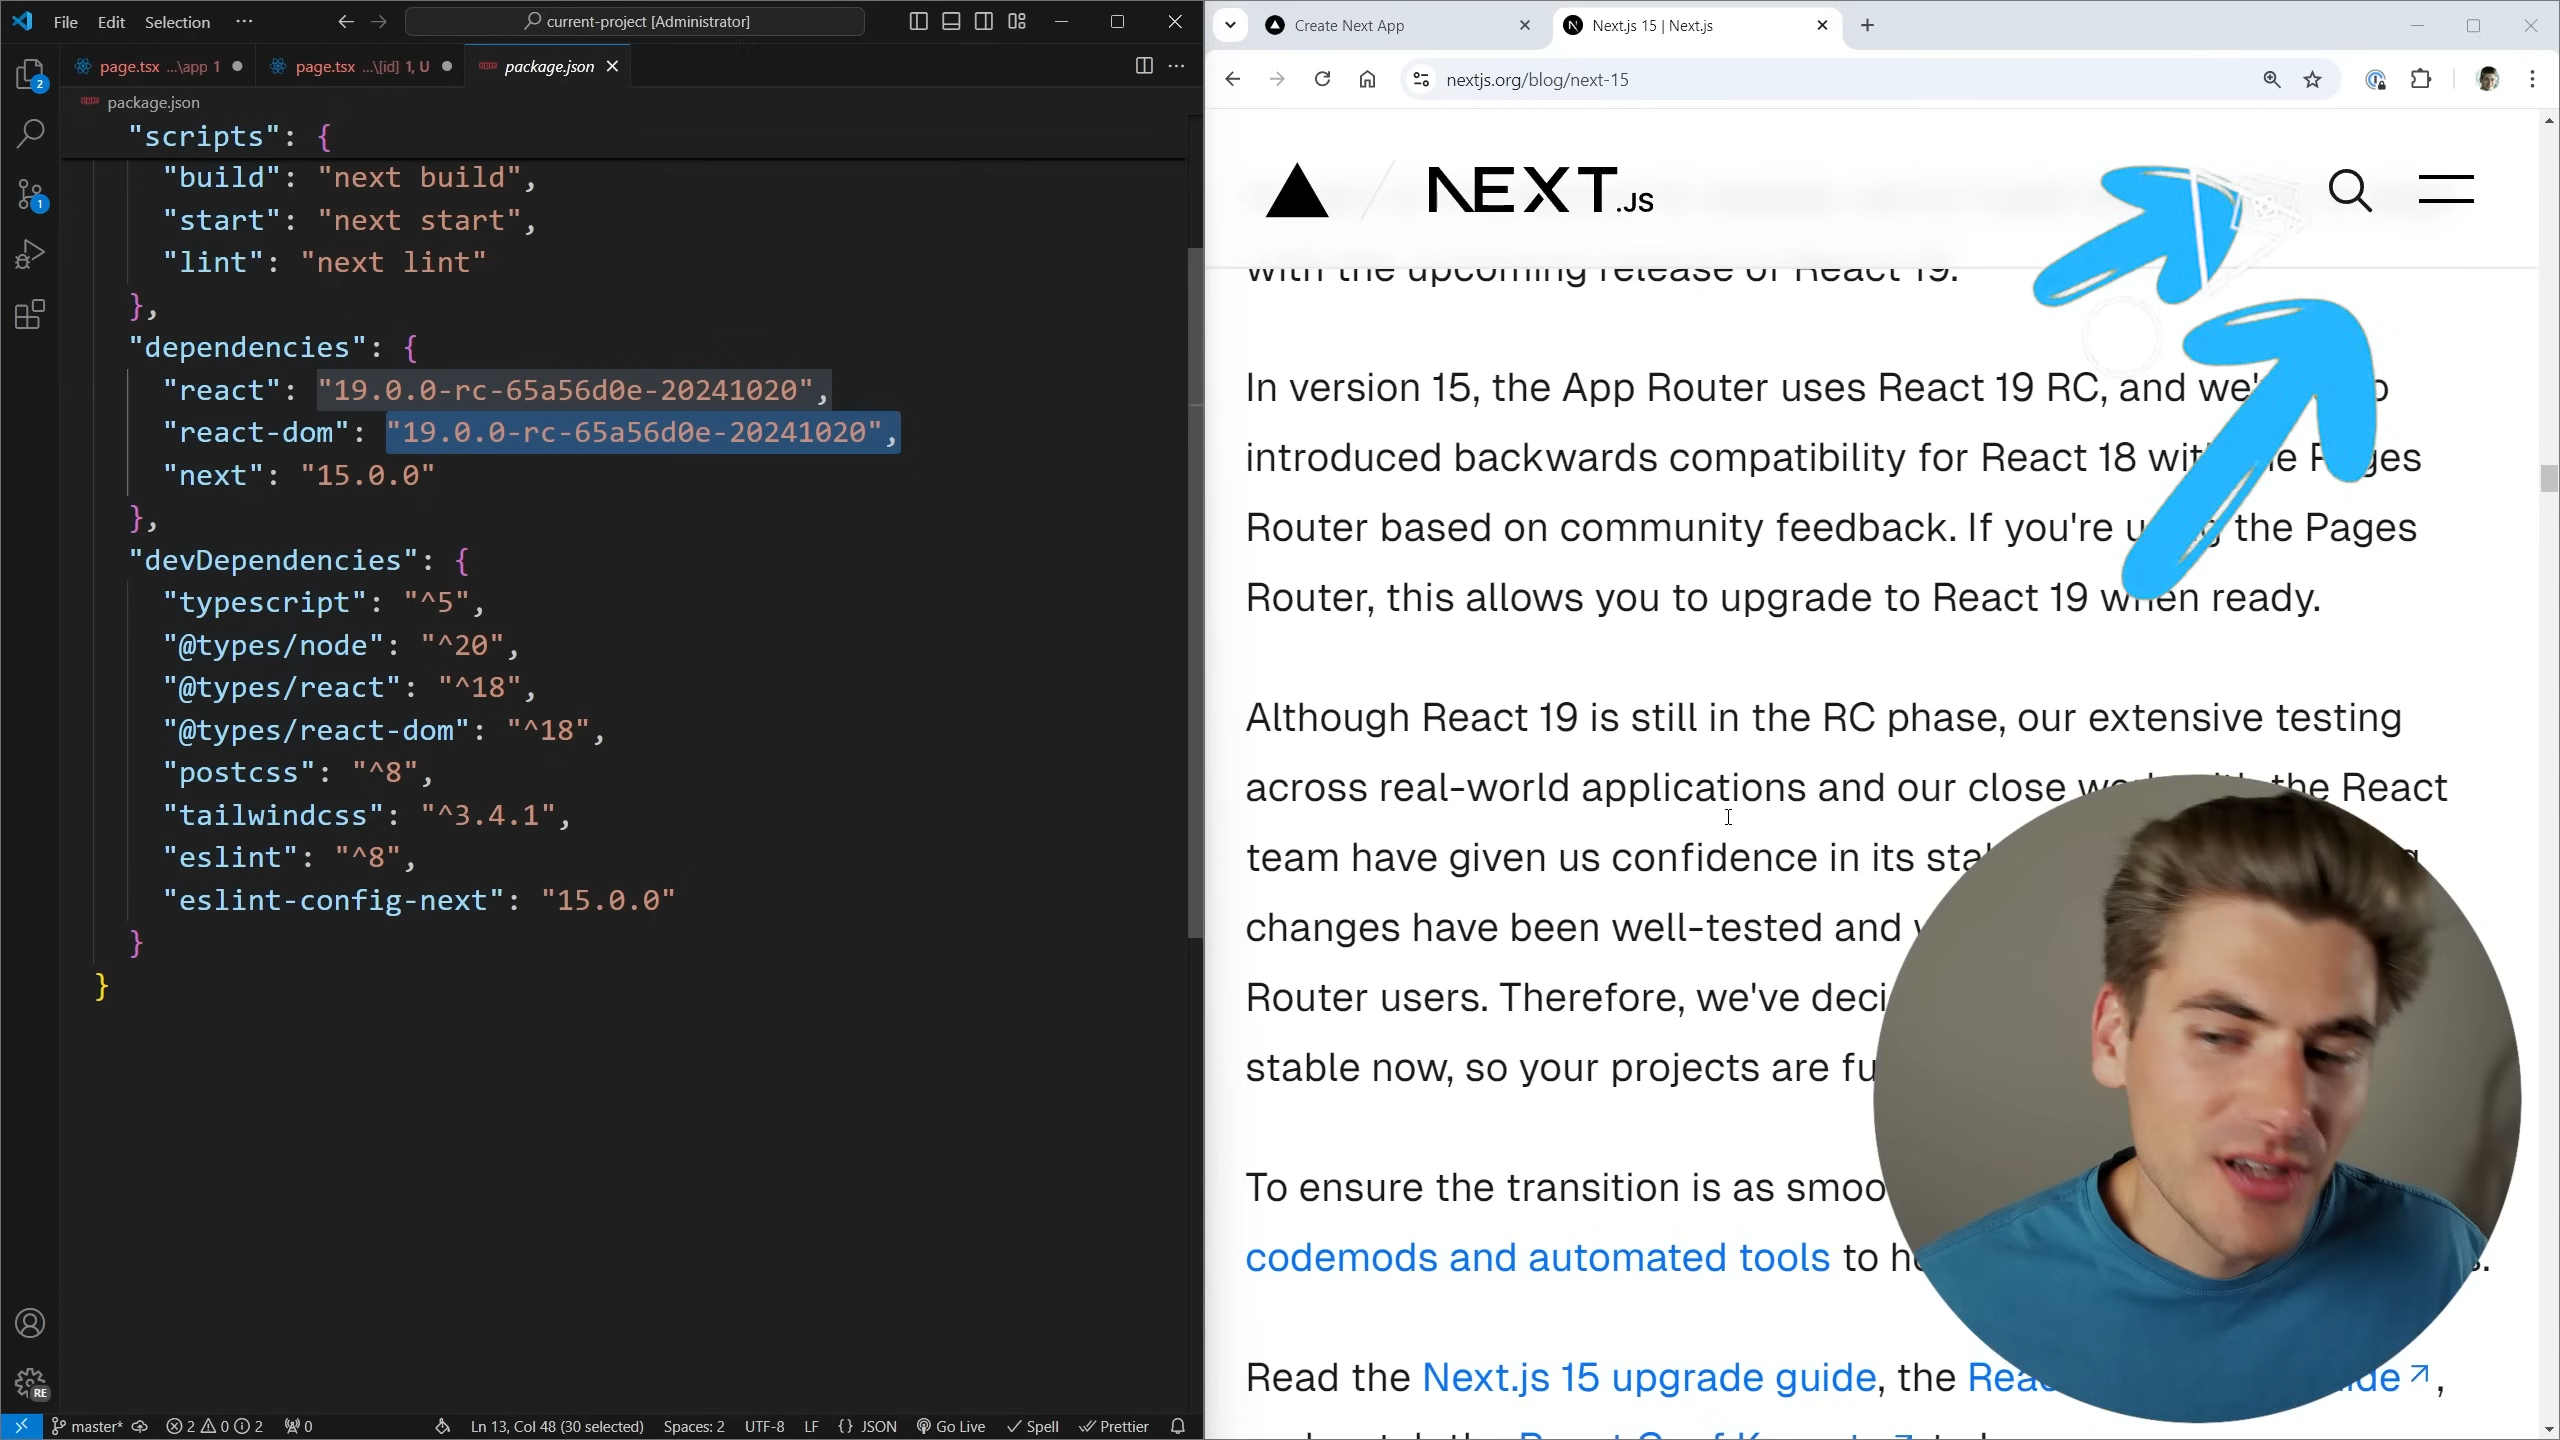 File Edit Selection ··· current-project [Administrator]
page.tsx ...\app 1 page.tsx ...\[id] 1, U package.json
package.json
"scripts": {
"build": "next build",
"start": "next start",
"lint": "next lint"
},
"dependencies": {
"react": "19.0.0-rc-65a56d0e-20241020",
"react-dom": "19.0.0-rc-65a56d0e-20241020",
"next": "15.0.0"
},
"devDependencies": {
"typescript": "^5",
"@types/node": "^20",
"@types/react": "^18",
"@types/react-dom": "^18",
"postcss": "^8",
"tailwindcss": "^3.4.1",
"eslint": "^8",
"eslint-config-next": "15.0.0"
}
}
2
1
RE
master* 2 0 2 0 Ln 13, Col 48 (30 selected) Spaces: 2 UTF-8 LF {} JSON Go Live Spell Prettier
Create Next App Next.js 15 | Next.js
nextjs.org/blog/next-15
NEXT.JS
with the upcoming release of React 19.
In version 15, the App Router uses React 19 RC, and
introduced backwards compatibility for React 18
Router based on community feedback. If you're the Pages
Router, this allows you to upgrade to React 19 when ready.
Although React 19 is still in the RC phase, our extensive testing
across real-world applications and our close the React
team have given us confidence in its
changes have been well-tested and
Router users. Therefore, we've
stable now, so your projects are
To ensure the transition is as
codemods and automated tools to
Read the Next.js 15 upgrade guide, the